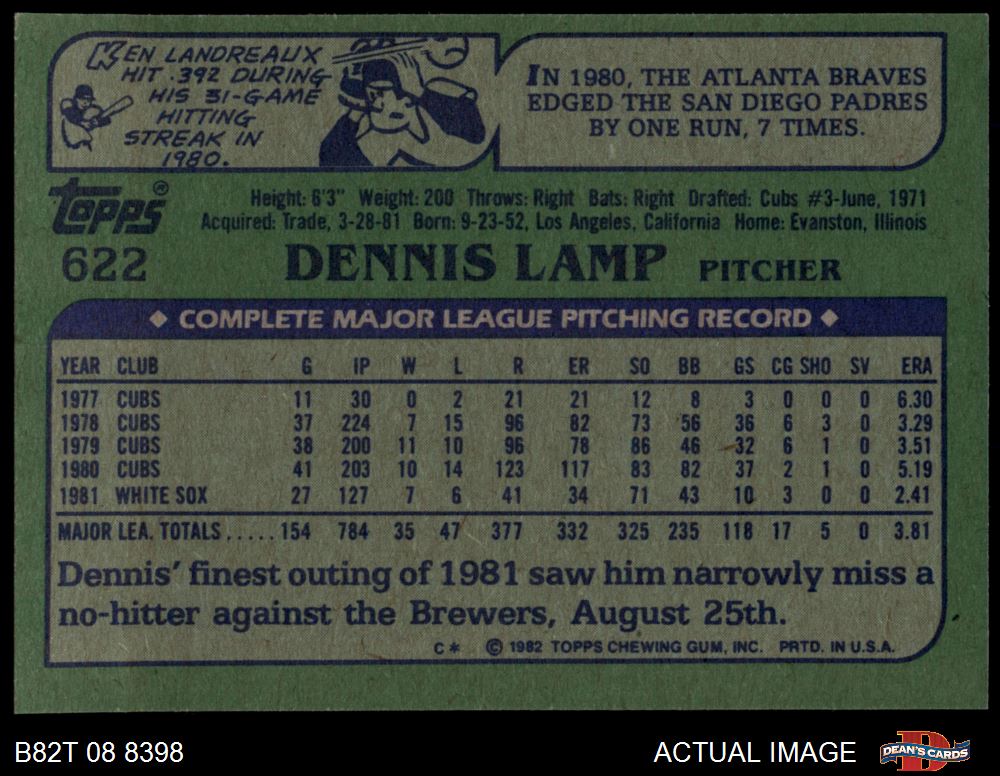 KEN LANDREAUX
HIT .392 DURING
HIS 31-GAME
HITTING
STREAK IN
1980.
IN 1980, THE ATLANTA BRAVES
EDGED THE SAN DIEGO PADRES
BY ONE RUN, 7 TIMES.
topps®
622
Height: 6'3" Weight: 200 Throws: Right Bats: Right Drafted: Cubs #3-June, 1971
Acquired: Trade, 3-28-81 Born: 9-23-52, Los Angeles, California Home: Evanston, Illinois
DENNIS LAMP PITCHER
◆ COMPLETE MAJOR LEAGUE PITCHING RECORD ◆
YEAR CLUB G IP W L R ER SO BB GS CG SHO SV ERA
1977 CUBS 11 30 0 2 21 21 12 8 3 0 0 0 6.30
1978 CUBS 37 224 7 15 96 82 73 56 36 6 3 0 3.29
1979 CUBS 38 200 11 10 96 78 86 46 32 6 1 0 3.51
1980 CUBS 41 203 10 14 123 117 83 82 37 2 1 0 5.19
1981 WHITE SOX 27 127 7 6 41 34 71 43 10 3 0 0 2.41
MAJOR LEA. TOTALS ..... 154 784 35 47 377 332 325 235 118 17 5 0 3.81
Dennis' finest outing of 1981 saw him narrowly miss a
no-hitter against the Brewers, August 25th.
C* © 1982 TOPPS CHEWING GUM, INC. PRTD. IN U.S.A.
B82T 08 8398
ACTUAL IMAGE
D
DEAN'S CARDS